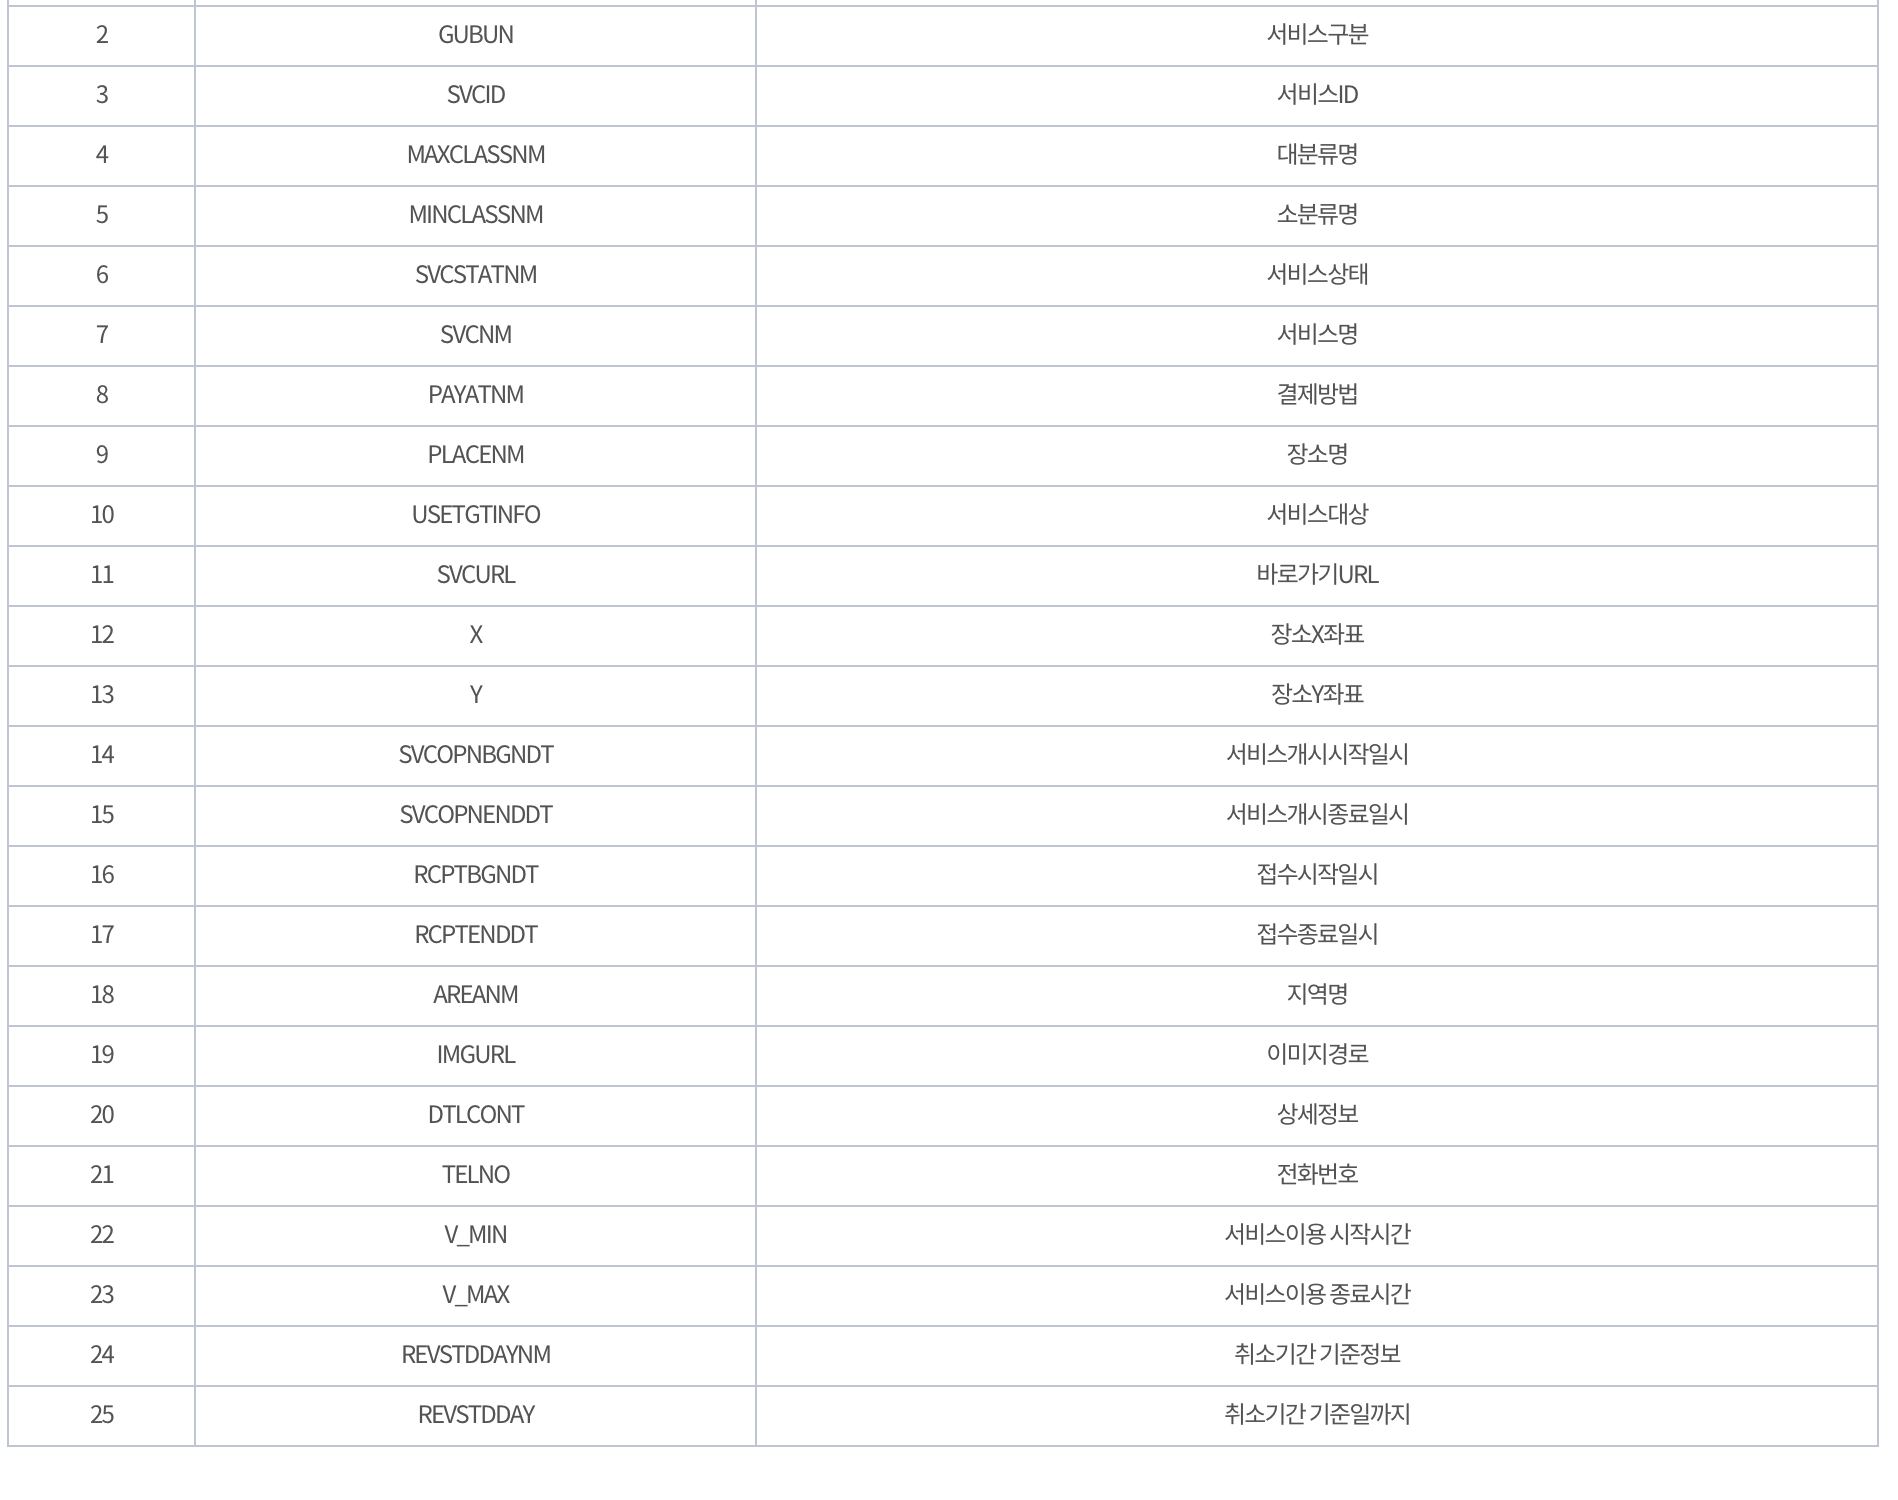 2 GUBUN 서비스구분
3 SVCID 서비스ID
4 MAXCLASSNM 대분류명
5 MINCLASSNM 소분류명
6 SVCSTATNM 서비스상태
7 SVCNM 서비스명
8 PAYATNM 결제방법
9 PLACENM 장소명
10 USETGTINFO 서비스대상
11 SVCURL 바로가기URL
12 X 장소X좌표
13 Y 장소Y좌표
14 SVCOPNBGNDT 서비스개시시작일시
15 SVCOPNENDDT 서비스개시종료일시
16 RCPTBGNDT 접수시작일시
17 RCPTENDDT 접수종료일시
18 AREANM 지역명
19 IMGURL 이미지경로
20 DTLCONT 상세정보
21 TELNO 전화번호
22 V_MIN 서비스이용 시작시간
23 V_MAX 서비스이용 종료시간
24 REVSTDDAYNM 취소기간 기준정보
25 REVSTDDAY 취소기간 기준일까지